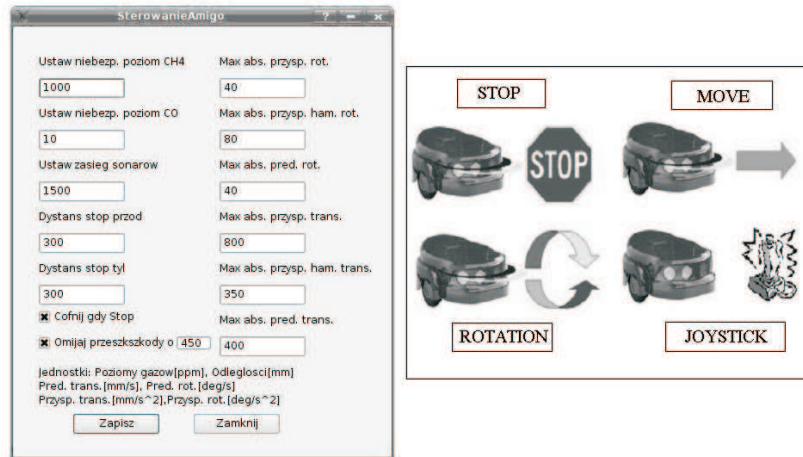 SterowanieAmigo
Ustaw niebezp. poziom CH4
1000
Ustaw niebezp. poziom CO
10
Ustaw zasieg sonarow
1500
Dystans stop przod
300
Dystans stop tyl
300
Cofnij gdy Stop
Omijaj przeszkszkody o 450
Max abs. przysp. rot.
40
Max abs. przysp. ham. rot.
80
Max abs. pred. rot.
40
Max abs. przysp. trans.
800
Max abs. przysp. ham. trans.
350
Max abs. pred. trans.
400
Jednostki: Poziomy gazow[ppm], Odleglosci[mm]
Pred. trans.[mm/s], Pred. rot.[deg/s]
Przysp. trans.[mm/s^2],Przysp. rot.[deg/s^2]
Zapisz
Zamknij
STOP
MOVE
STOP
ROTATION
JOYSTICK